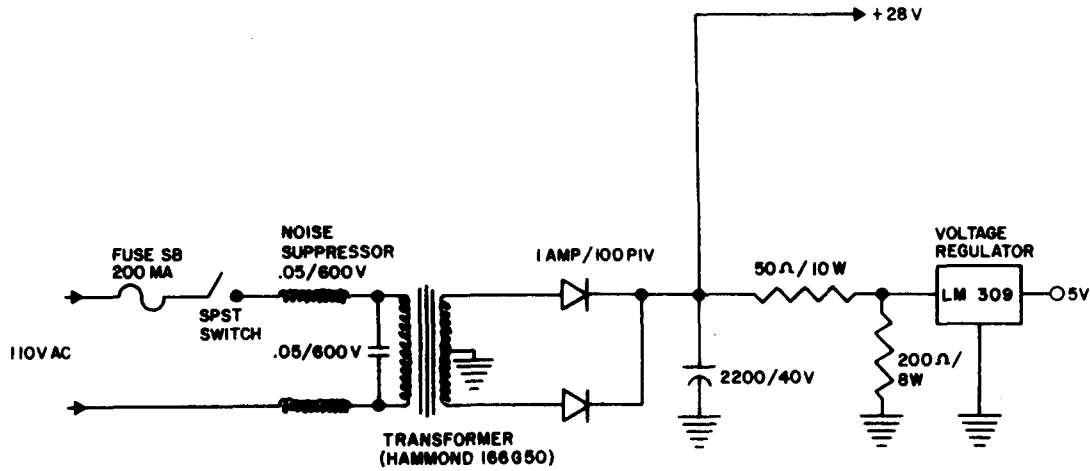 +28V
NOISE
SUPPRESSOR
.05/600V
FUSE SB
200 MA
SPST
SWITCH
110VAC
.05/600V
TRANSFORMER
(HAMMOND 166G50)
1 AMP/100PIV
2200/40V
50Ω/10W
200Ω/
8W
VOLTAGE
REGULATOR
LM 309
5V